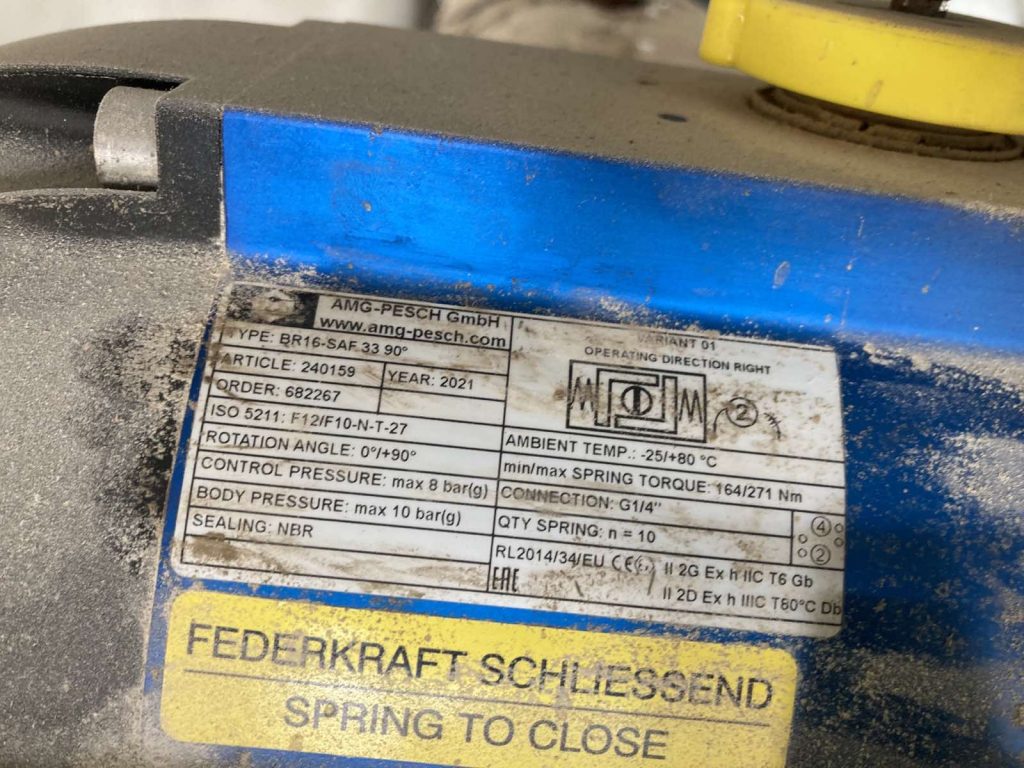 AMG-PESCH GmbH
www.amg-pesch.com
TYPE: BR16-SAF 33 90°
ARTICLE: 240159
YEAR: 2021
ORDER: 682267
ISO 5211: F12/F10-N-T-27
ROTATION ANGLE: 0°/+90°
CONTROL PRESSURE: max 8 bar(g)
BODY PRESSURE: max 10 bar(g)
SEALING: NBR
VARIANT 01
OPERATING DIRECTION RIGHT
2
AMBIENT TEMP.: -25/+80 °C
min/max SPRING TORQUE: 164/271 Nm
CONNECTION: G1/4"
QTY SPRING: n = 10
4
2
RL2014/34/EU CE Ex II 2G Ex h IIC T6 Gb
EAC II 2D Ex h IIIC T80°C Db
FEDERKRAFT SCHLIESSEND
SPRING TO CLOSE